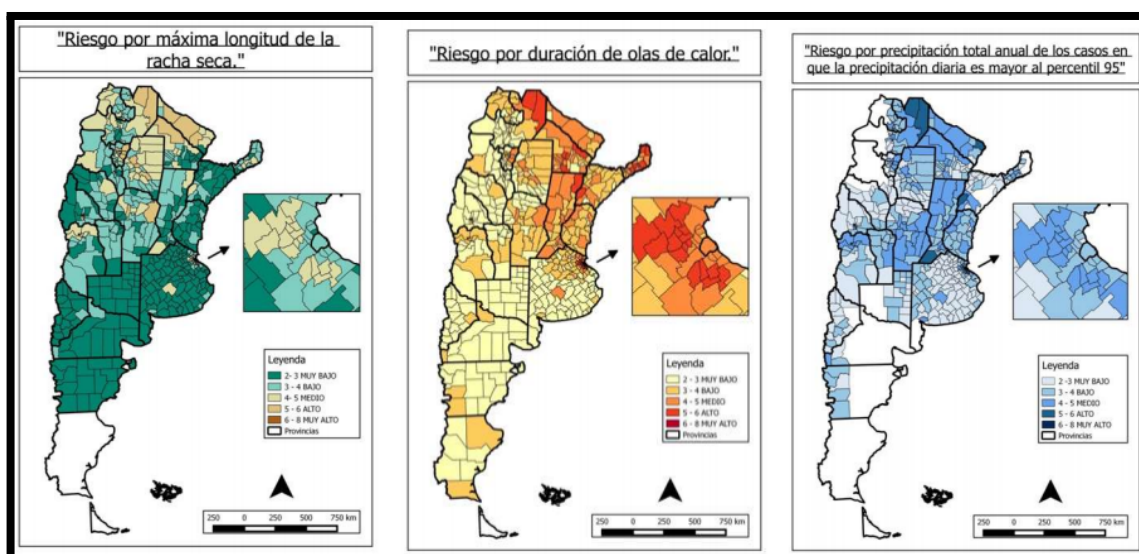 "Riesgo por máxima longitud de la
racha seca."
Leyenda
2- 3 MUY BAJO
3 - 4 BAJO
4- 5 MEDIO
5 - 6 ALTO
6 - 8 MUY ALTO
Provincias
250 0 250 500 750 km
"Riesgo por duración de olas de calor."
Leyenda
2 - 3 MUY BAJO
3 - 4 BAJO
4 - 5 MEDIO
5 - 6 ALTO
6 - 8 MUY ALTO
Provincias
250 0 250 500 750 km
"Riesgo por precipitación total anual de los casos en
que la precipitación diaria es mayor al percentil 95"
Leyenda
2 -3 MUY BAJO
3 - 4 BAJO
4 - 5 MEDIO
5 - 6 ALTO
6 - 8 MUY ALTO
Provincias
250 0 250 500 750 km